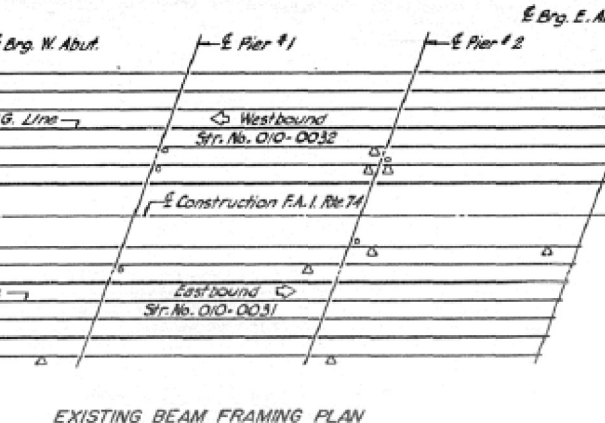 ℄ Brg. E. A
℄ Brg. W. Abut.
℄ Pier #1
℄ Pier #2
G. Line
Westbound
Str. No. 010-0032
℄ Construction F.A.I. Rte. 74
Eastbound
Str. No. 010-0031
EXISTING BEAM FRAMING PLAN